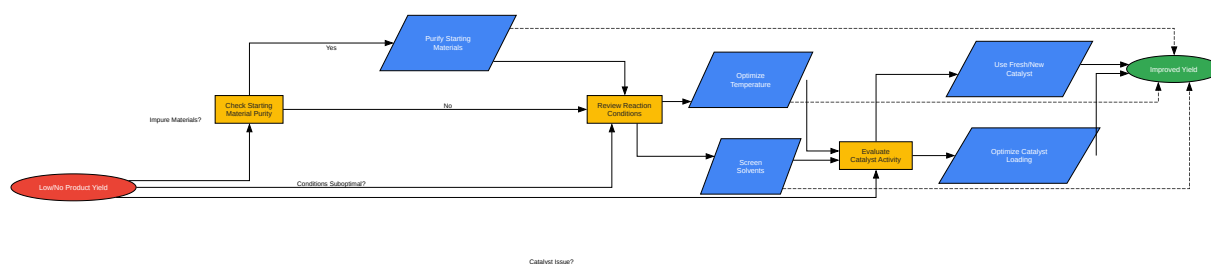 Purify Starting
Materials
Yes
Use Fresh/New
Catalyst
Improved Yield
Optimize
Temperature
Check Starting
Material Purity
No
Review Reaction
Conditions
Impure Materials?
Evaluate
Catalyst Activity
Optimize Catalyst
Loading
Screen
Solvents
Low/No Product Yield
Conditions Suboptimal?
Catalyst Issue?